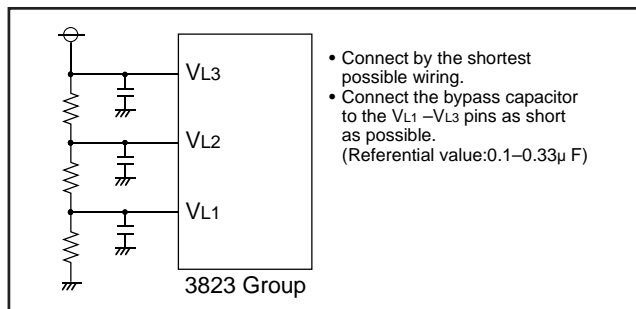 VL3
VL2
VL1
3823 Group
• Connect by the shortest
possible wiring.
• Connect the bypass capacitor
to the VL1 –VL3 pins as short
as possible.
(Referential value:0.1–0.33μ F)